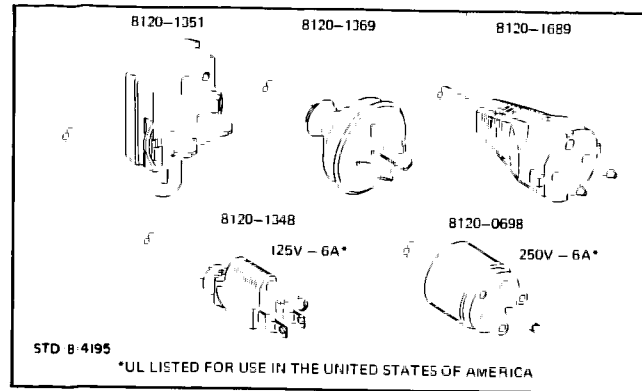 8120-1351 8120-1369 8120-1689
8120-1348 8120-0698
125V – 6A* 250V – 6A*
STD-B-4195
*UL LISTED FOR USE IN THE UNITED STATES OF AMERICA